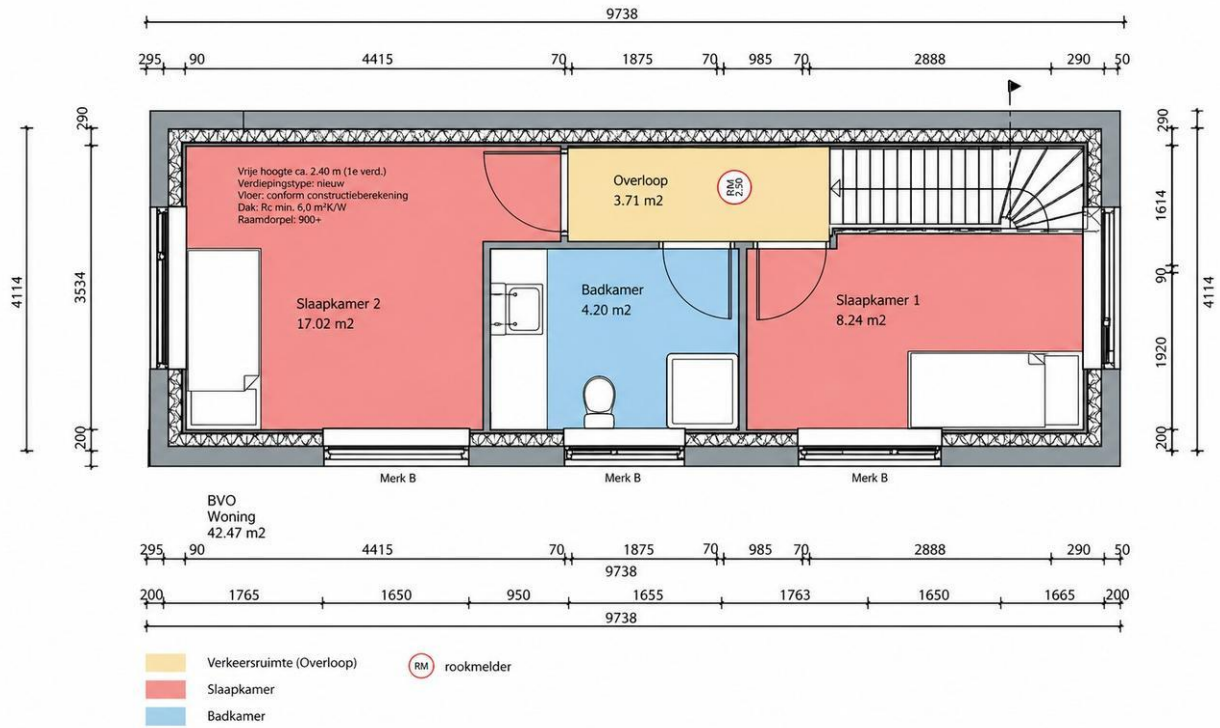 9738
295 90 4415 70 1875 70 985 70 2888 290 50
290
290
4114
3534
200
1614
90
1920
200
4114
Vrije hoogte ca. 2.40 m (1e verd.)
Verdiepingstype: nieuw
Vloer: conform constructieberekening
Dak: Rc min. 6,0 m²K/W
Raamdorpel: 900+
Overloop
3.71 m2
RM
2.50
Slaapkamer 2
17.02 m2
Badkamer
4.20 m2
Slaapkamer 1
8.24 m2
Merk B
Merk B
Merk B
BVO
Woning
42.47 m2
295 90 4415 70 1875 70 985 70 2888 290 50
9738
200 1765 1650 950 1655 1763 1650 1665 200
9738
Verkeersruimte (Overloop)
RM rookmelder
Slaapkamer
Badkamer